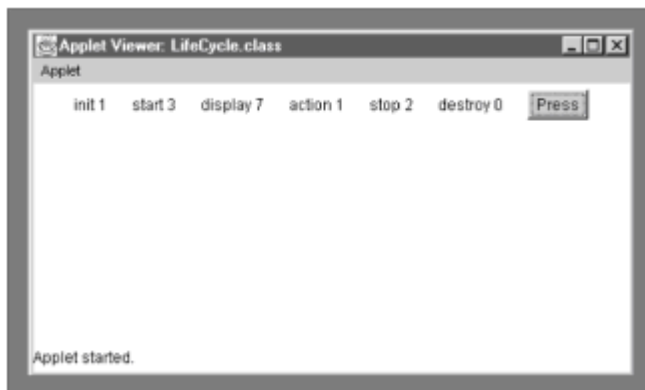 Applet Viewer: LifeCycle.class
Applet
init 1 start 3 display 7 action 1 stop 2 destroy 0 Press
Applet started.